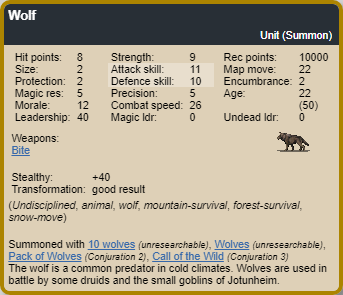 Wolf
Unit (Summon)
Hit points: 8 Strength: 9 Rec points: 10000
Size: 2 Attack skill: 11 Map move: 22
Protection: 2 Defence skill: 10 Encumbrance: 2
Magic res: 5 Precision: 5 Age: 22
Morale: 12 Combat speed: 26 (50)
Leadership: 40 Magic ldr: 0 Undead ldr: 0
Weapons:
Bite
Stealthy: +40
Transformation: good result
(Undisciplined, animal, wolf, mountain-survival, forest-survival,
snow-move)
Summoned with 10 wolves (unresearchable), Wolves (unresearchable),
Pack of Wolves (Conjuration 2), Call of the Wild (Conjuration 3)
The wolf is a common predator in cold climates. Wolves are used in
battle by some druids and the small goblins of Jotunheim.